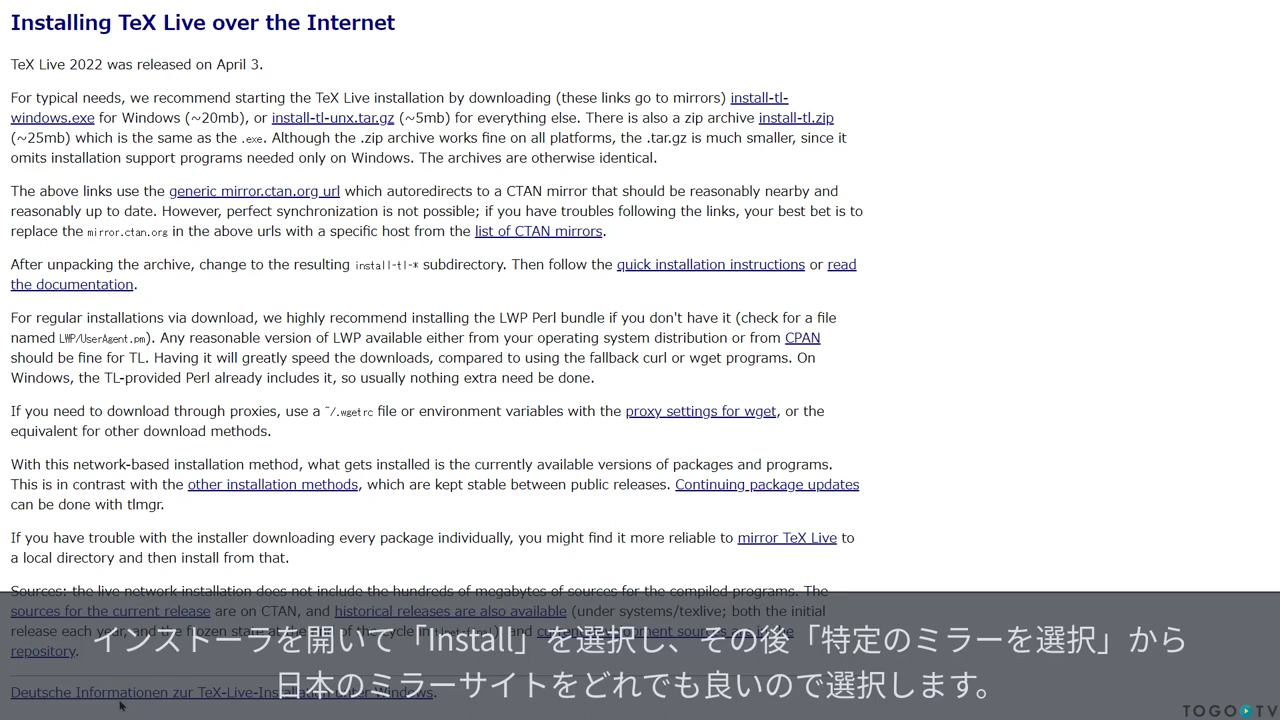 Installing TeX Live over the Internet
TeX Live 2022 was released on April 3.
For typical needs, we recommend starting the TeX Live installation by downloading (these links go to mirrors) install-tl-
windows.exe for Windows (~20mb), or install-tl-unx.tar.gz (~5mb) for everything else. There is also a zip archive install-tl.zip
(~25mb) which is the same as the .exe. Although the .zip archive works fine on all platforms, the .tar.gz is much smaller, since it
omits installation support programs needed only on Windows. The archives are otherwise identical.
The above links use the generic mirror.ctan.org url which autoredirects to a CTAN mirror that should be reasonably nearby and
reasonably up to date. However, perfect synchronization is not possible; if you have troubles following the links, your best bet is to
replace the mirror.ctan.org in the above urls with a specific host from the list of CTAN mirrors.
After unpacking the archive, change to the resulting install-tl-* subdirectory. Then follow the quick installation instructions or read
the documentation.
For regular installations via download, we highly recommend installing the LWP Perl bundle if you don't have it (check for a file
named LWP/UserAgent.pm). Any reasonable version of LWP available either from your operating system distribution or from CPAN
should be fine for TL. Having it will greatly speed the downloads, compared to using the fallback curl or wget programs. On
Windows, the TL-provided Perl already includes it, so usually nothing extra need be done.
If you need to download through proxies, use a ~/.wgetrc file or environment variables with the proxy settings for wget, or the
equivalent for other download methods.
With this network-based installation method, what gets installed is the currently available versions of packages and programs.
This is in contrast with the other installation methods, which are kept stable between public releases. Continuing package updates
can be done with tlmgr.
If you have trouble with the installer downloading every package individually, you might find it more reliable to mirror TeX Live to
a local directory and then install from that.
Sources: the live network installation does not include the hundreds of megabytes of sources for the compiled programs. The
sources for the current release are on CTAN, and historical releases are also available (under systems/texlive; both the initial
release each year, and the frozen state at the of the cycle in and
repository.
インストーラを開いて「Install」を選択し、その後「特定のミラーを選択」から
日本のミラーサイトをどれでも良いので選択します。
Deutsche Informationen zur TeX-Live-Installation unter Windows.
TOGO TV